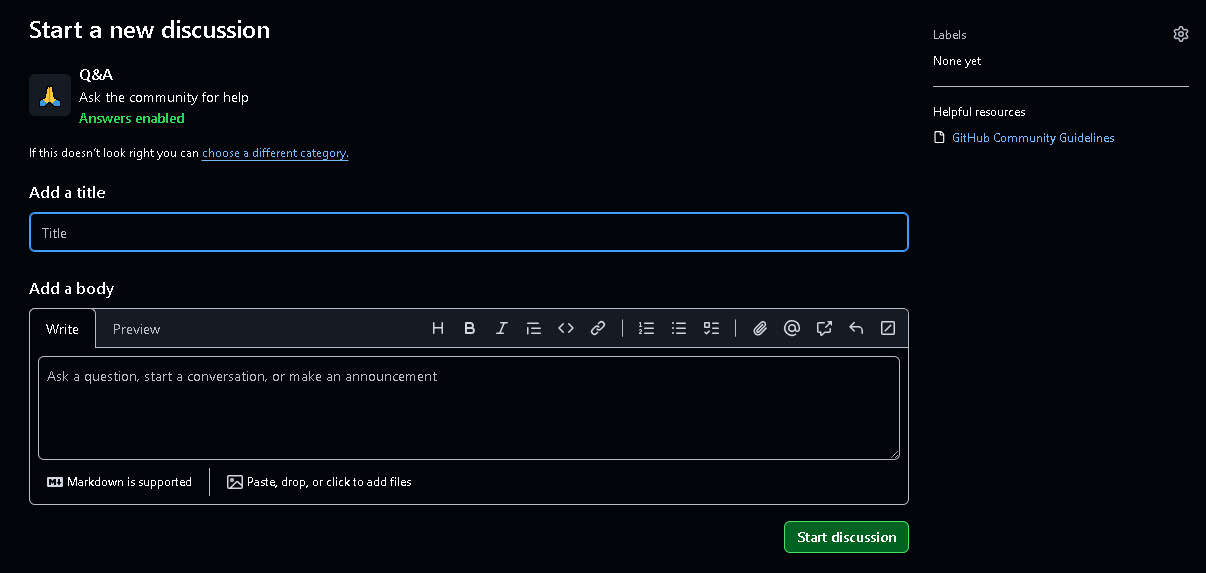 Start a new discussion
Q&A
Ask the community for help
Answers enabled
If this doesn't look right you can choose a different category.
Add a title
Title
Add a body
Write
Preview
Ask a question, start a conversation, or make an announcement
Markdown is supported
Paste, drop, or click to add files
Start discussion
Labels
None yet
Helpful resources
GitHub Community Guidelines